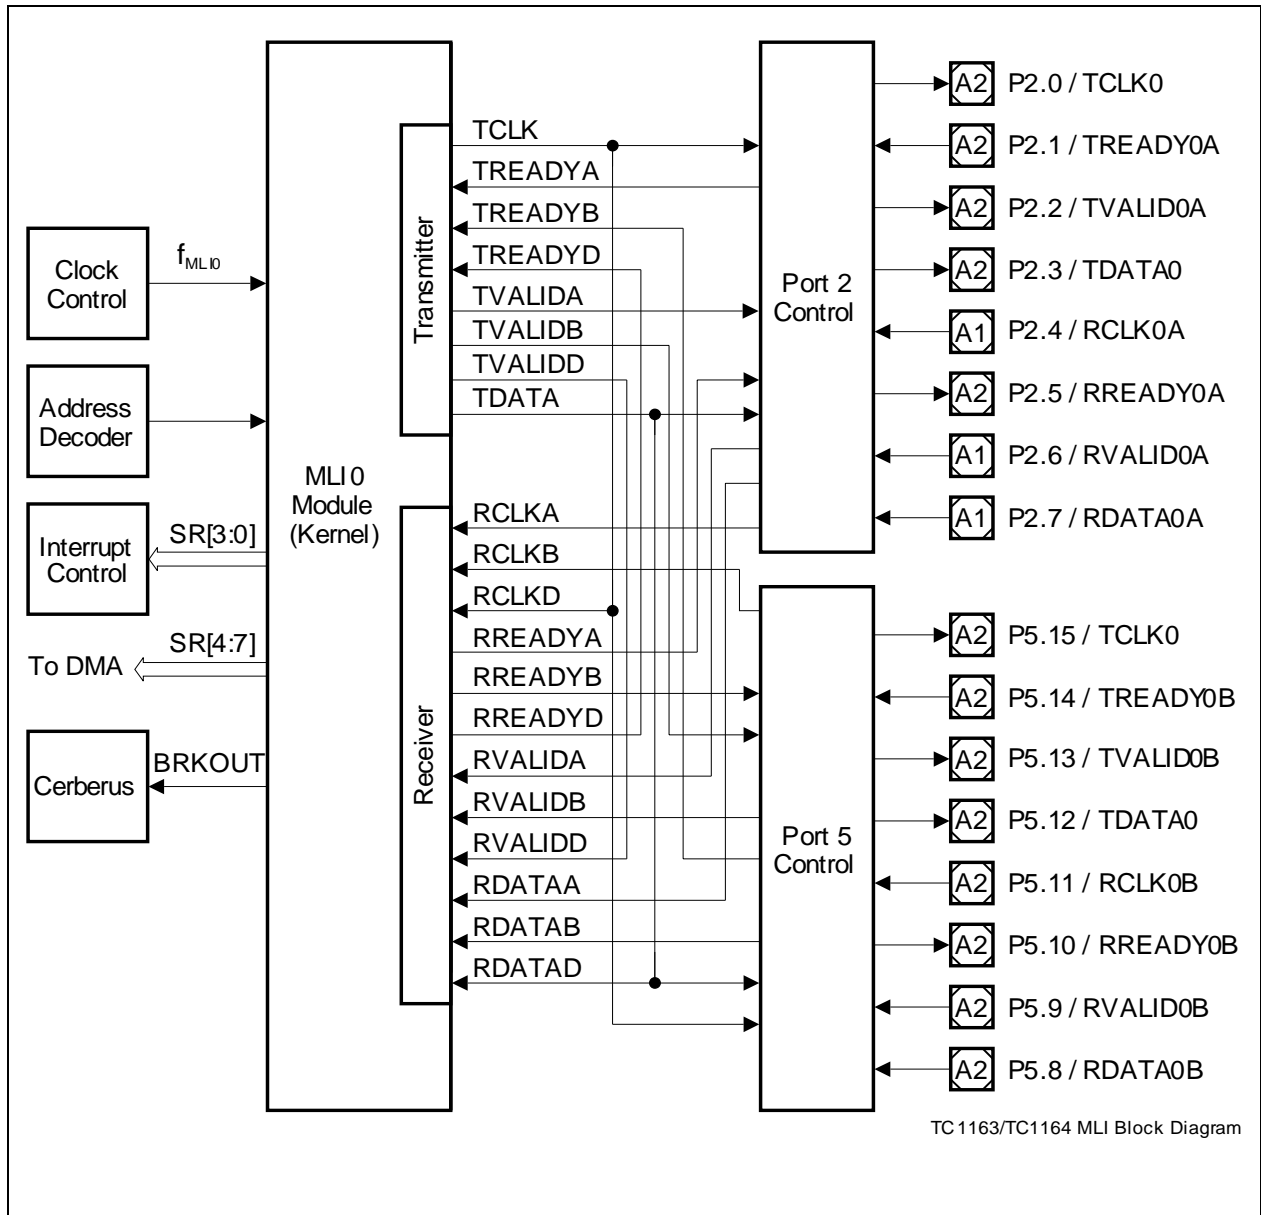 TCLK
TREADYA
TREADYB
TREADYD
TVALIDA
TVALIDB
TVALIDD
TDATA
Transmitter
Clock
Control
fMLI0
Address
Decoder
Interrupt
Control
SR[3:0]
SR[4:7]
To DMA
Cerberus
BRKOUT
MLI0
Module
(Kernel)
RCLKA
RCLKB
RCLKD
RREADYA
RREADYB
RREADYD
RVALIDA
RVALIDB
RVALIDD
RDATAA
RDATAB
RDATAD
Receiver
Port 2
Control
A2 P2.0 / TCLK0
A2 P2.1 / TREADY0A
A2 P2.2 / TVALID0A
A2 P2.3 / TDATA0
A1 P2.4 / RCLK0A
A2 P2.5 / RREADY0A
A1 P2.6 / RVALID0A
A1 P2.7 / RDATA0A
Port 5
Control
A2 P5.15 / TCLK0
A2 P5.14 / TREADY0B
A2 P5.13 / TVALID0B
A2 P5.12 / TDATA0
A2 P5.11 / RCLK0B
A2 P5.10 / RREADY0B
A2 P5.9 / RVALID0B
A2 P5.8 / RDATA0B
TC1163/TC1164 MLI Block Diagram